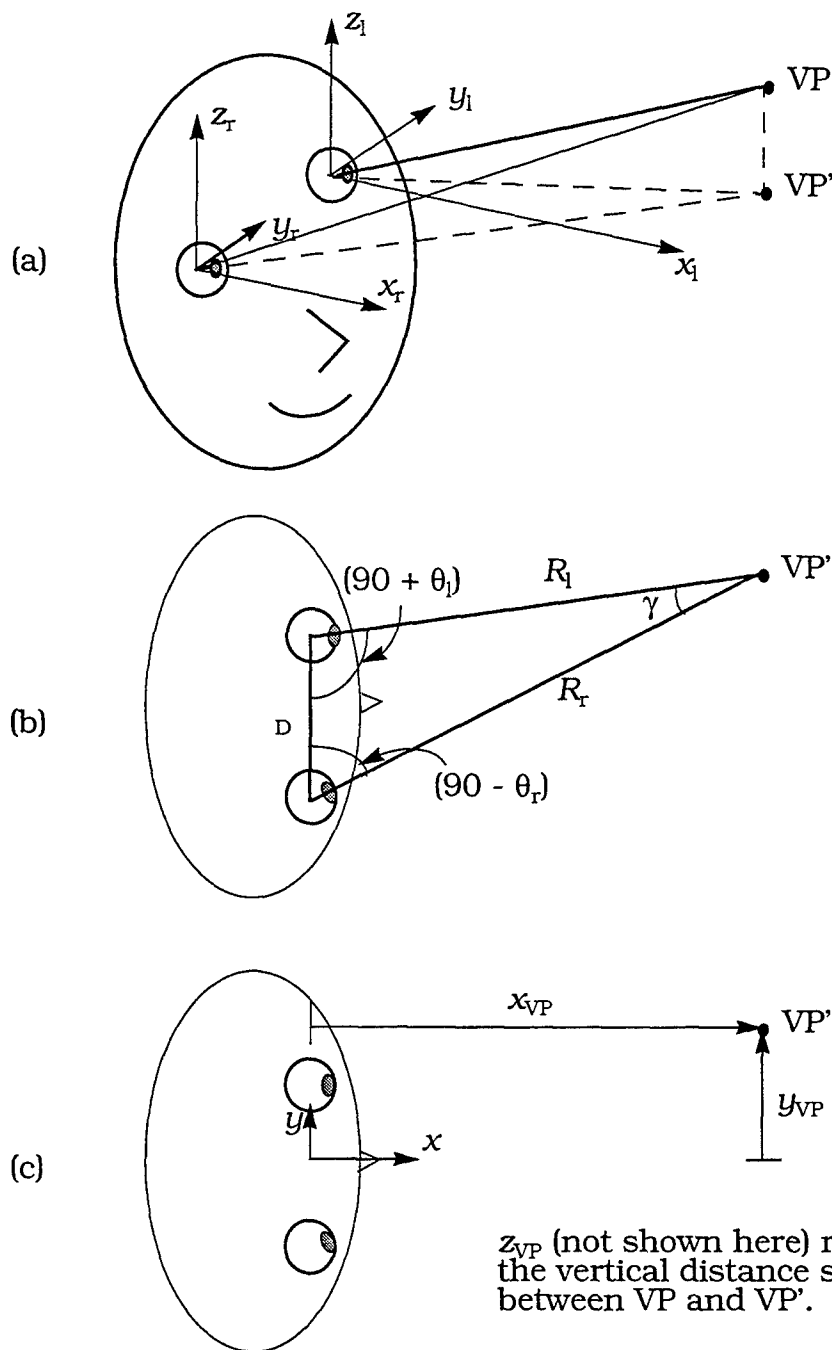 z_l
VP
y_l
z_r
VP'
y_r
(a)
x_l
x_r
(90 + θ_l)
R_l
VP'
γ
R_r
(b)
D
(90 - θ_r)
x_VP
VP'
y_VP
y
x
(c)
z_VP (not shown here)
the vertical distance
between VP and VP'.